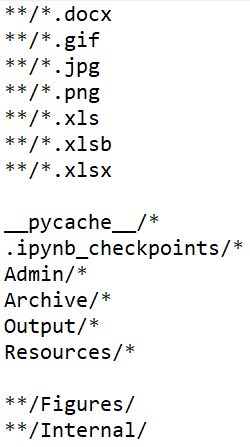 **/*.docx
**/*.gif
**/*.jpg
**/*.png
**/*.xls
**/*.xlsb
**/*.xlsx

__pycache__/*
.ipynb_checkpoints/*
Admin/*
Archive/*
Output/*
Resources/*

**/Figures/
**/Internal/